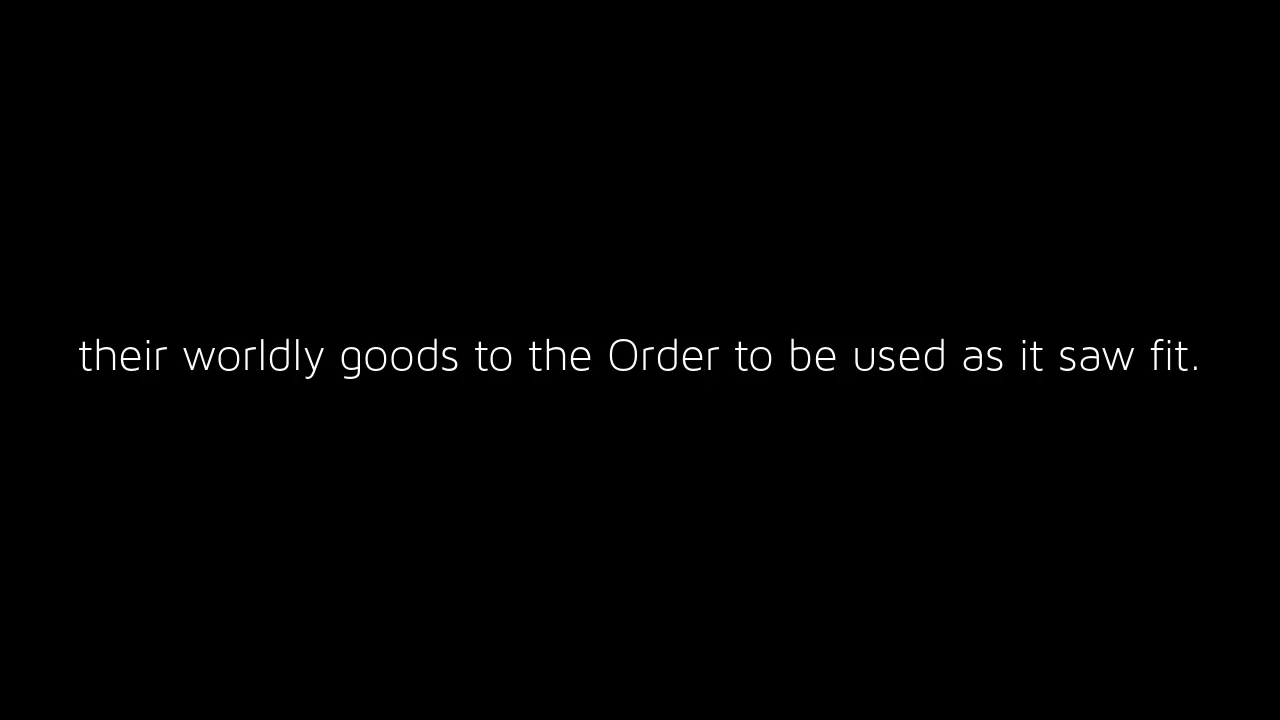 their worldly goods to the Order to be used as it saw fit.